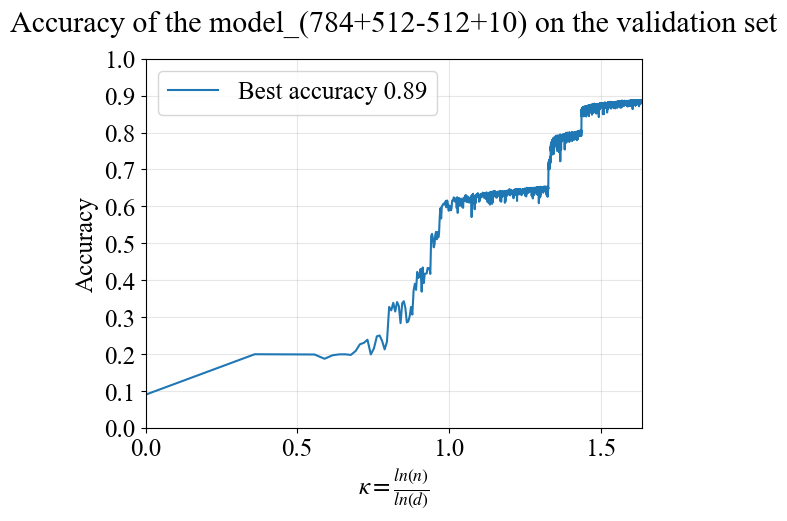 Accuracy of the model_(784+512-512+10) on the validation set
Best accuracy 0.89
Accuracy
1.0
0.9
0.8
0.7
0.6
0.5
0.4
0.3
0.2
0.1
0.0
0.0 0.5 1.0 1.5
κ = ln(n)/ln(d)